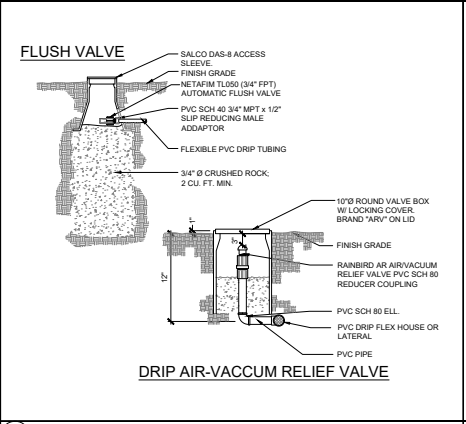 FLUSH VALVE
SALCO DAS-8 ACCESS
SLEEVE.
FINISH GRADE
NETAFIM TL050 (3/4" FPT)
AUTOMATIC FLUSH VALVE
PVC SCH 40 3/4" MPT x 1/2"
SLIP REDUCING MALE
ADDAPTOR
FLEXIBLE PVC DRIP TUBING
3/4" Ø CRUSHED ROCK;
2 CU. FT. MIN.
10"Ø ROUND VALVE BOX
W/ LOCKING COVER.
BRAND "ARV" ON LID
1"
3"
FINISH GRADE
RAINBIRD AR AIR/VACUUM
RELIEF VALVE PVC SCH 80
REDUCER COUPLING
12"
PVC SCH 80 ELL.
PVC DRIP FLEX HOUSE OR
LATERAL
PVC PIPE
DRIP AIR-VACCUM RELIEF VALVE